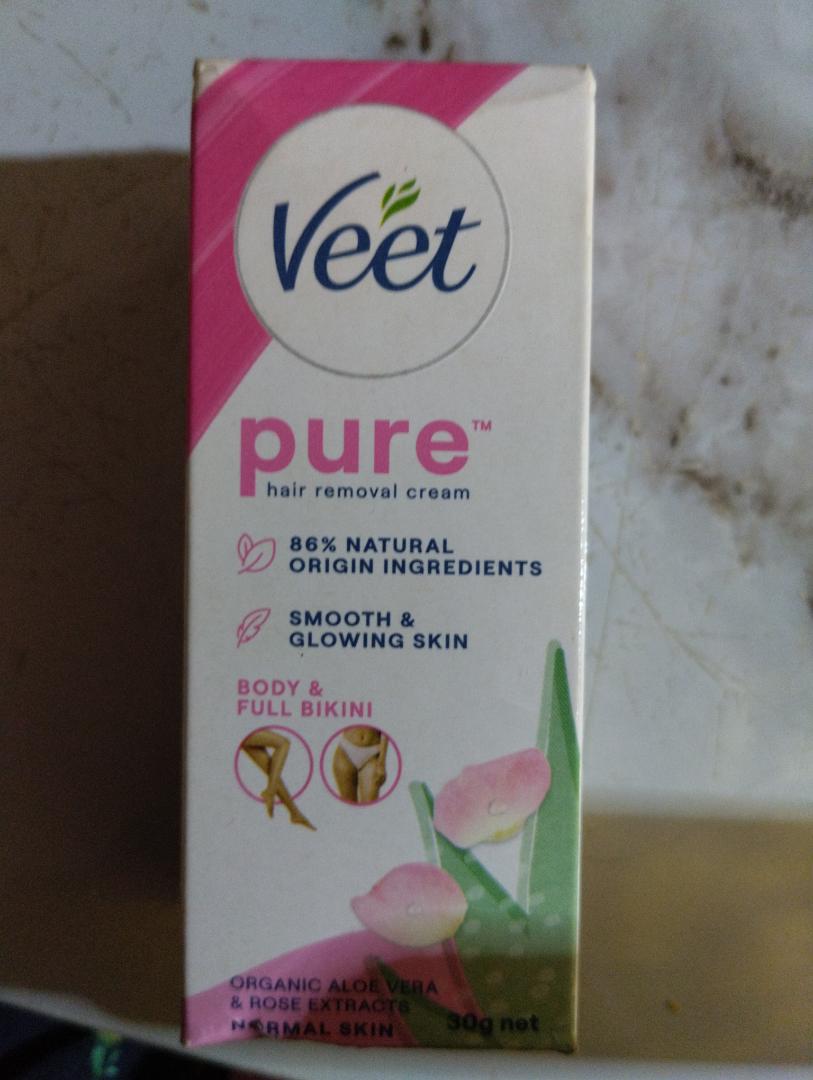 Veet
pure™
hair removal cream
86% NATURAL
ORIGIN INGREDIENTS
SMOOTH &
GLOWING SKIN
BODY &
FULL BIKINI
ORGANIC ALOE VERA
& ROSE EXTRACTS
NORMAL SKIN
30g net